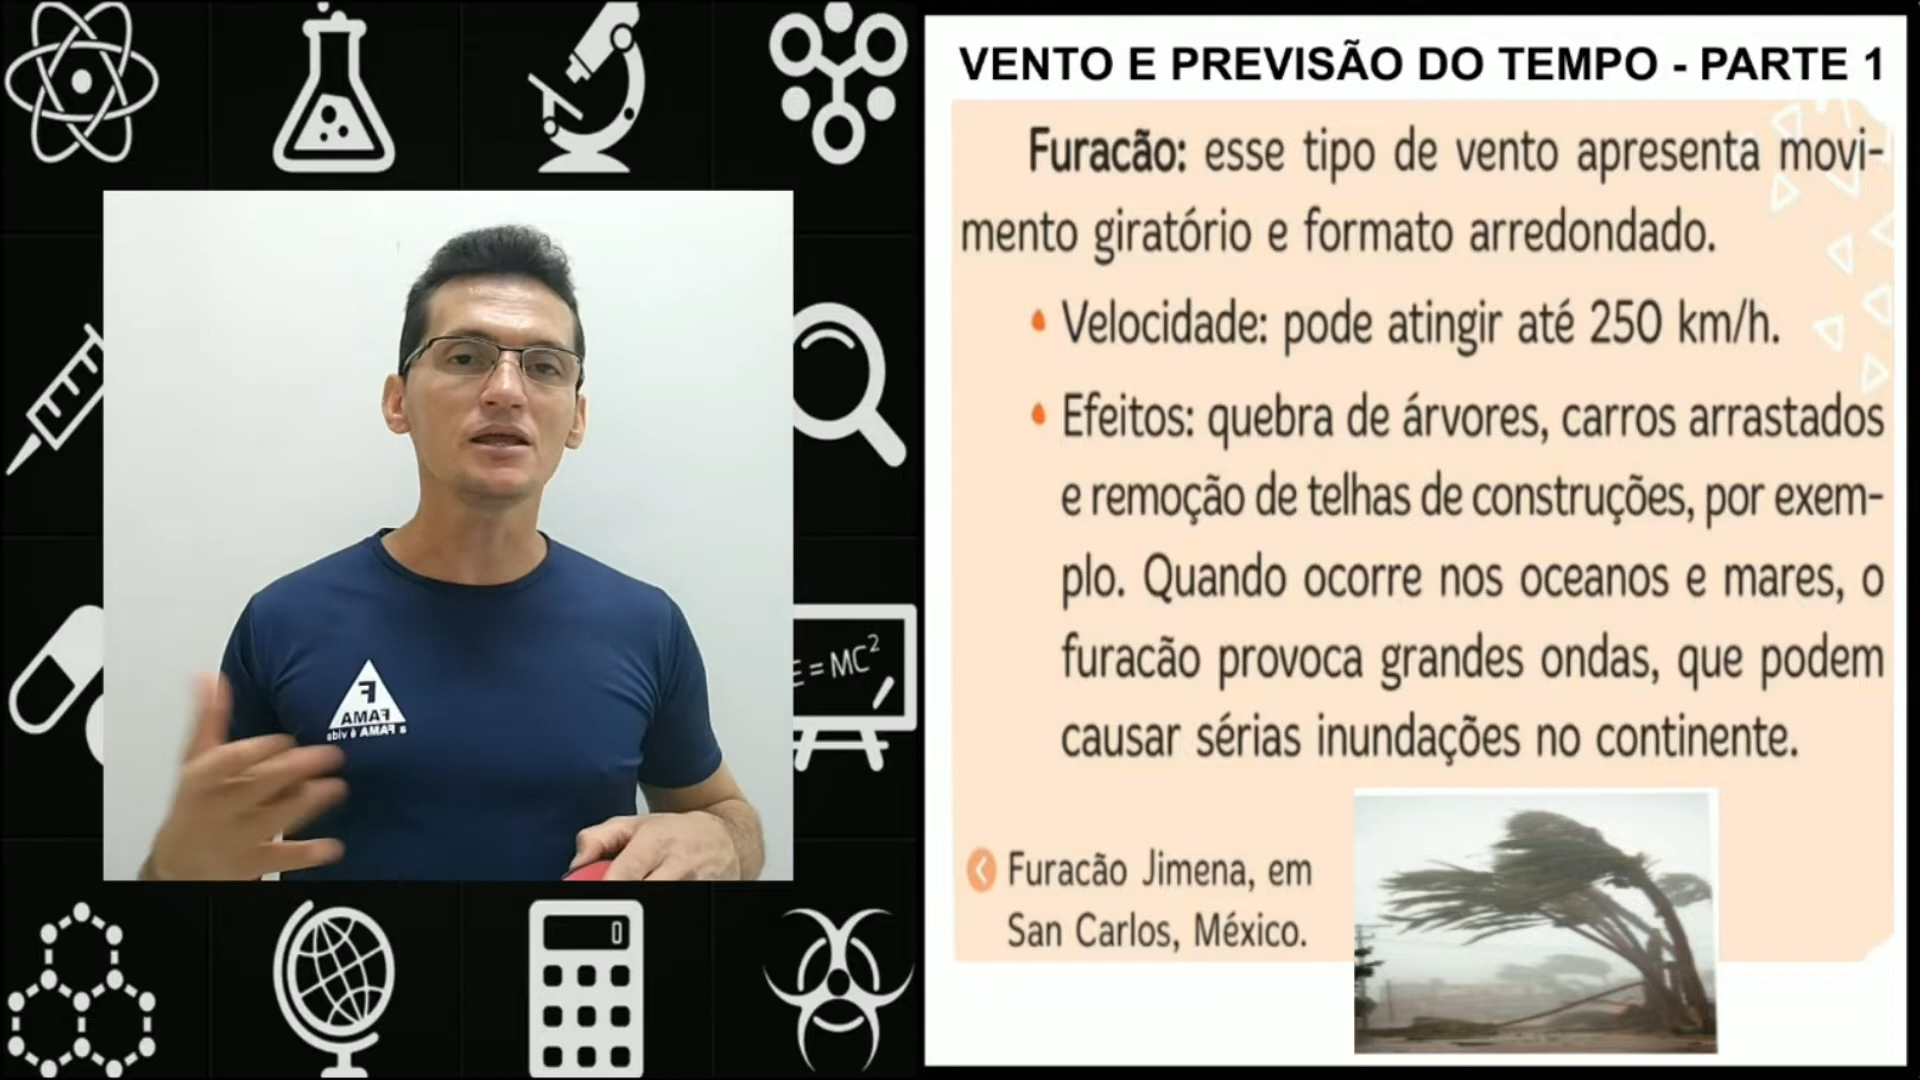 VENTO E PREVISÃO DO TEMPO - PARTE 1
Furacão: esse tipo de vento apresenta movi-
mento giratório e formato arredondado.
• Velocidade: pode atingir até 250 km/h.
• Efeitos: quebra de árvores, carros arrastados
e remoção de telhas de construções, por exem-
plo. Quando ocorre nos oceanos e mares, o
furacão provoca grandes ondas, que podem
causar sérias inundações no continente.
Furacão Jimena, em
San Carlos, México.
F
FAMA
a FAMA é vida
E = MC²
0